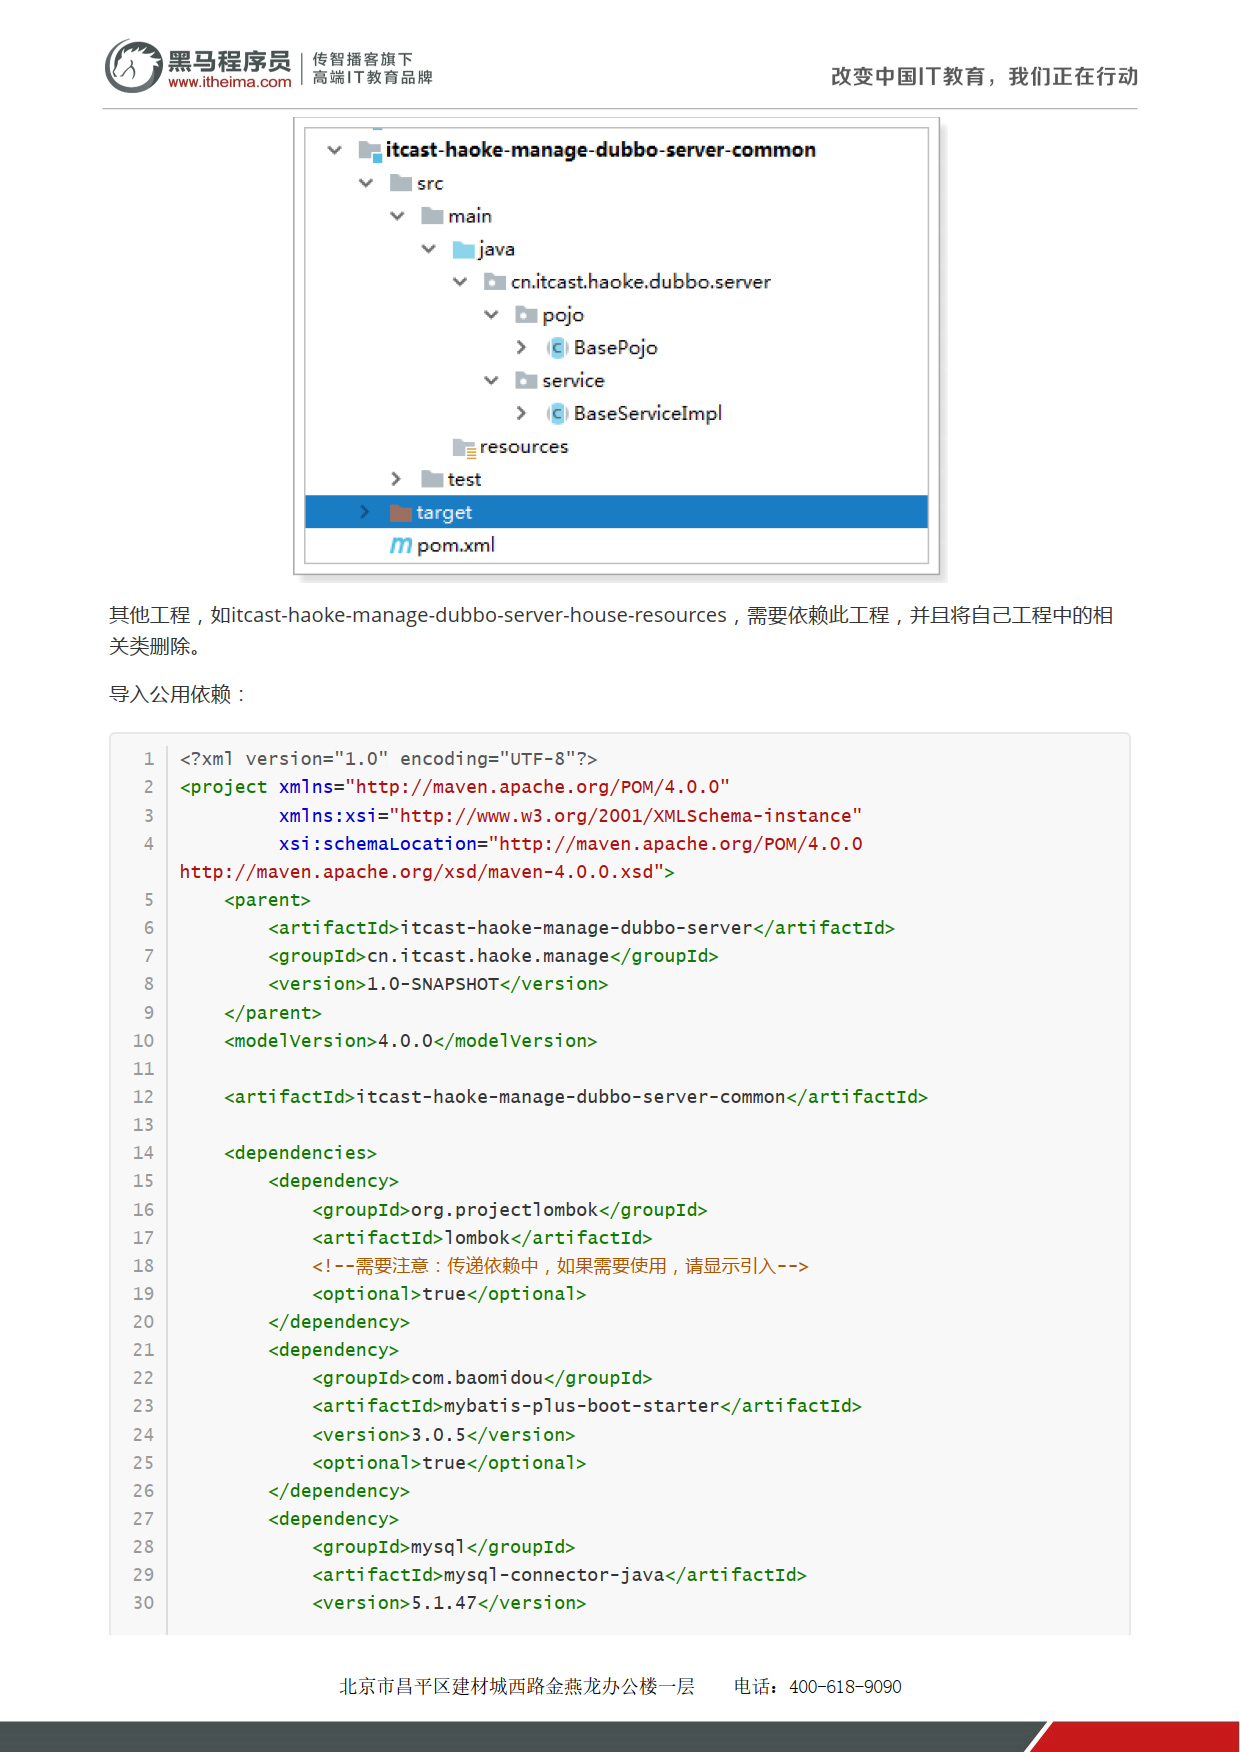 黑马程序员
www.itheima.com
传智播客旗下
高端IT教育品牌
改变中国IT教育，我们正在行动
itcast-haoke-manage-dubbo-server-common
src
main
java
cn.itcast.haoke.dubbo.server
pojo
BasePojo
service
BaseServiceImpl
resources
test
target
pom.xml
其他工程，如itcast-haoke-manage-dubbo-server-house-resources，需要依赖此工程，并且将自己工程中的相
关类删除。
导入公用依赖：
1 <?xml version="1.0" encoding="UTF-8"?>
2 <project xmlns="http://maven.apache.org/POM/4.0.0"
3          xmlns:xsi="http://www.w3.org/2001/XMLSchema-instance"
4          xsi:schemaLocation="http://maven.apache.org/POM/4.0.0
http://maven.apache.org/xsd/maven-4.0.0.xsd">
5     <parent>
6         <artifactId>itcast-haoke-manage-dubbo-server</artifactId>
7         <groupId>cn.itcast.haoke.manage</groupId>
8         <version>1.0-SNAPSHOT</version>
9     </parent>
10     <modelVersion>4.0.0</modelVersion>
11
12     <artifactId>itcast-haoke-manage-dubbo-server-common</artifactId>
13
14     <dependencies>
15         <dependency>
16             <groupId>org.projectlombok</groupId>
17             <artifactId>lombok</artifactId>
18             <!--需要注意：传递依赖中，如果需要使用，请显示引入-->
19             <optional>true</optional>
20         </dependency>
21         <dependency>
22             <groupId>com.baomidou</groupId>
23             <artifactId>mybatis-plus-boot-starter</artifactId>
24             <version>3.0.5</version>
25             <optional>true</optional>
26         </dependency>
27         <dependency>
28             <groupId>mysql</groupId>
29             <artifactId>mysql-connector-java</artifactId>
30             <version>5.1.47</version>
北京市昌平区建材城西路金燕龙办公楼一层 电话：400-618-9090